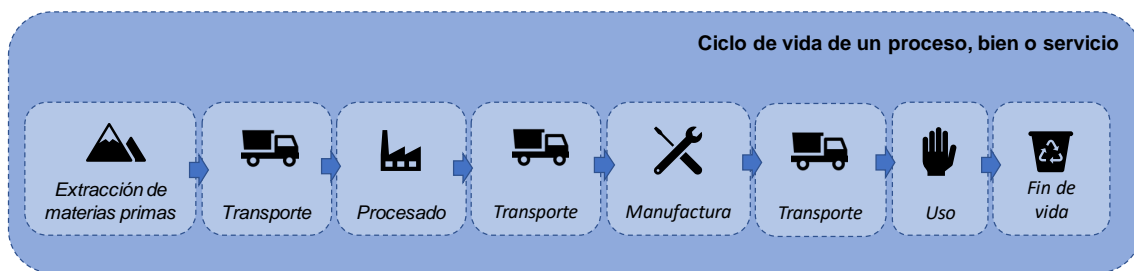 Ciclo de vida de un proceso, bien o servicio
Extracción de
materias primas
Transporte
Procesado
Transporte
Manufactura
Transporte
Uso
Fin de
vida